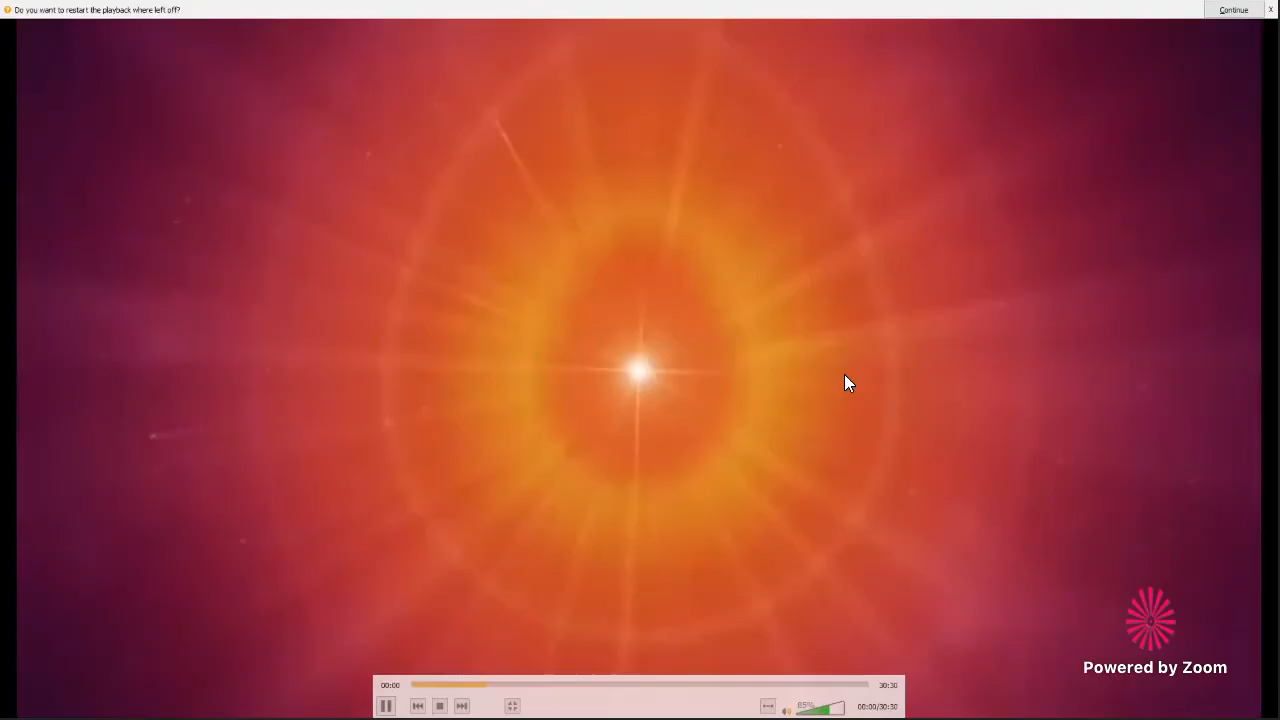 Do you want to restart the playback where left off?
Continue
x
Powered by Zoom
00:00
30:30
85%
00:00/30:30